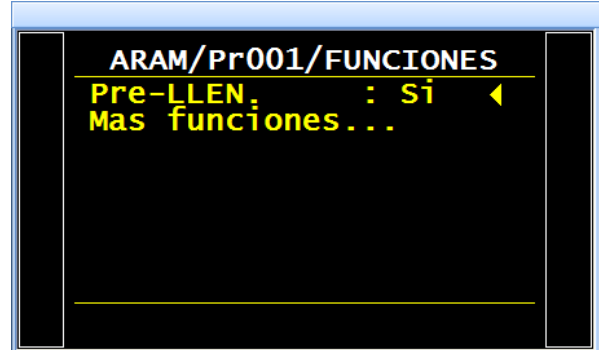 ARAM/Pr001/FUNCIONES
Pre-LLEN. : Si
Mas funciones...